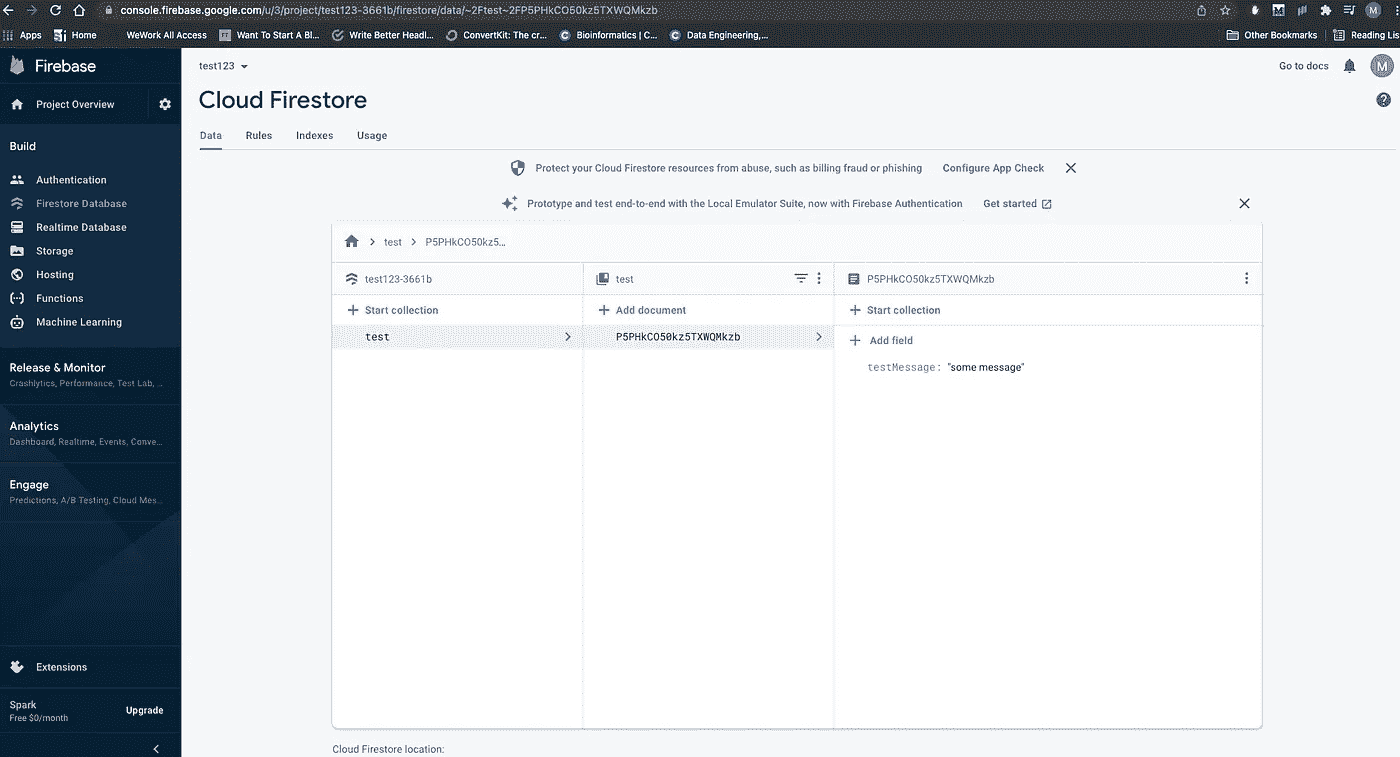 console.firebase.google.com/u/3/project/test123-3661b/firestore/data/~2Ftest~2FP5PHkCO50kz5TXWQMkzb
M
Apps Home WeWork All Access Want To Start A Bl... Write Better Headl... ConvertKit: The cr... Bioinformatics | C... Data Engineering,... Other Bookmarks Reading Lis
Firebase
Project Overview
Build
Authentication
Firestore Database
Realtime Database
Storage
Hosting
Functions
Machine Learning
Release & Monitor
Crashlytics, Performance, Test Lab, ...
Analytics
Dashboard, Realtime, Events, Conve...
Engage
Predictions, A/B Testing, Cloud Mes...
Extensions
Spark
Free $0/month
Upgrade
test123
Go to docs
M
Cloud Firestore
Data Rules Indexes Usage
Protect your Cloud Firestore resources from abuse, such as billing fraud or phishing Configure App Check
Prototype and test end-to-end with the Local Emulator Suite, now with Firebase Authentication Get started
test > P5PHkCO50kz5...
test123-3661b
Start collection
test
test
Add document
P5PHkCO50kz5TXWQMkzb
P5PHkCO50kz5TXWQMkzb
Start collection
Add field
testMessage: "some message"
Cloud Firestore location: